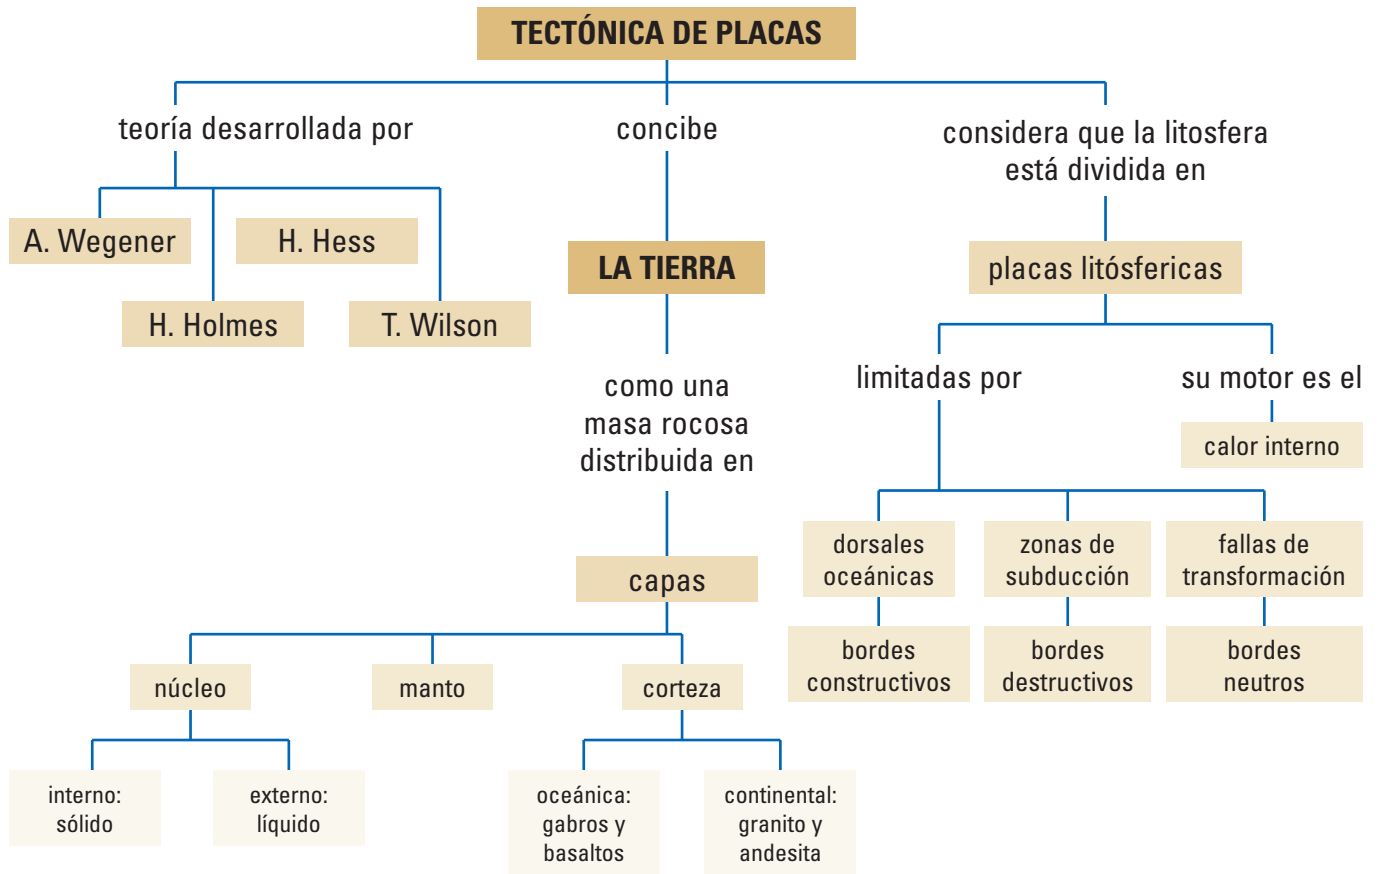 TECTÓNICA DE PLACAS
teoría desarrollada por
A. Wegener
H. Hess
H. Holmes
T. Wilson
concibe
LA TIERRA
como una
masa rocosa
distribuida en
capas
núcleo
manto
corteza
interno:
sólido
externo:
líquido
oceánica:
gabros y
basaltos
continental:
granito y
andesita
considera que la litosfera
está dividida en
placas litósfericas
limitadas por
su motor es el
calor interno
dorsales
oceánicas
zonas de
subducción
fallas de
transformación
bordes
constructivos
bordes
destructivos
bordes
neutros